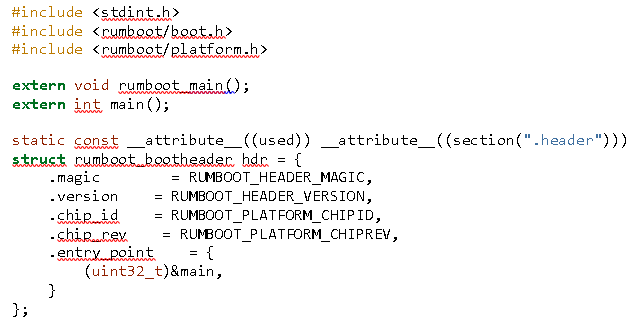 #include <stdint.h>
#include <rumboot/boot.h>
#include <rumboot/platform.h>

extern void rumboot_main();
extern int main();

static const __attribute__((used)) __attribute__((section(".header")))
struct rumboot_bootheader hdr = {
    .magic        = RUMBOOT_HEADER_MAGIC,
    .version    = RUMBOOT_HEADER_VERSION,
    .chip_id    = RUMBOOT_PLATFORM_CHIPID,
    .chip_rev    = RUMBOOT_PLATFORM_CHIPREV,
    .entry_point    = {
        (uint32_t)&main,
    }
};